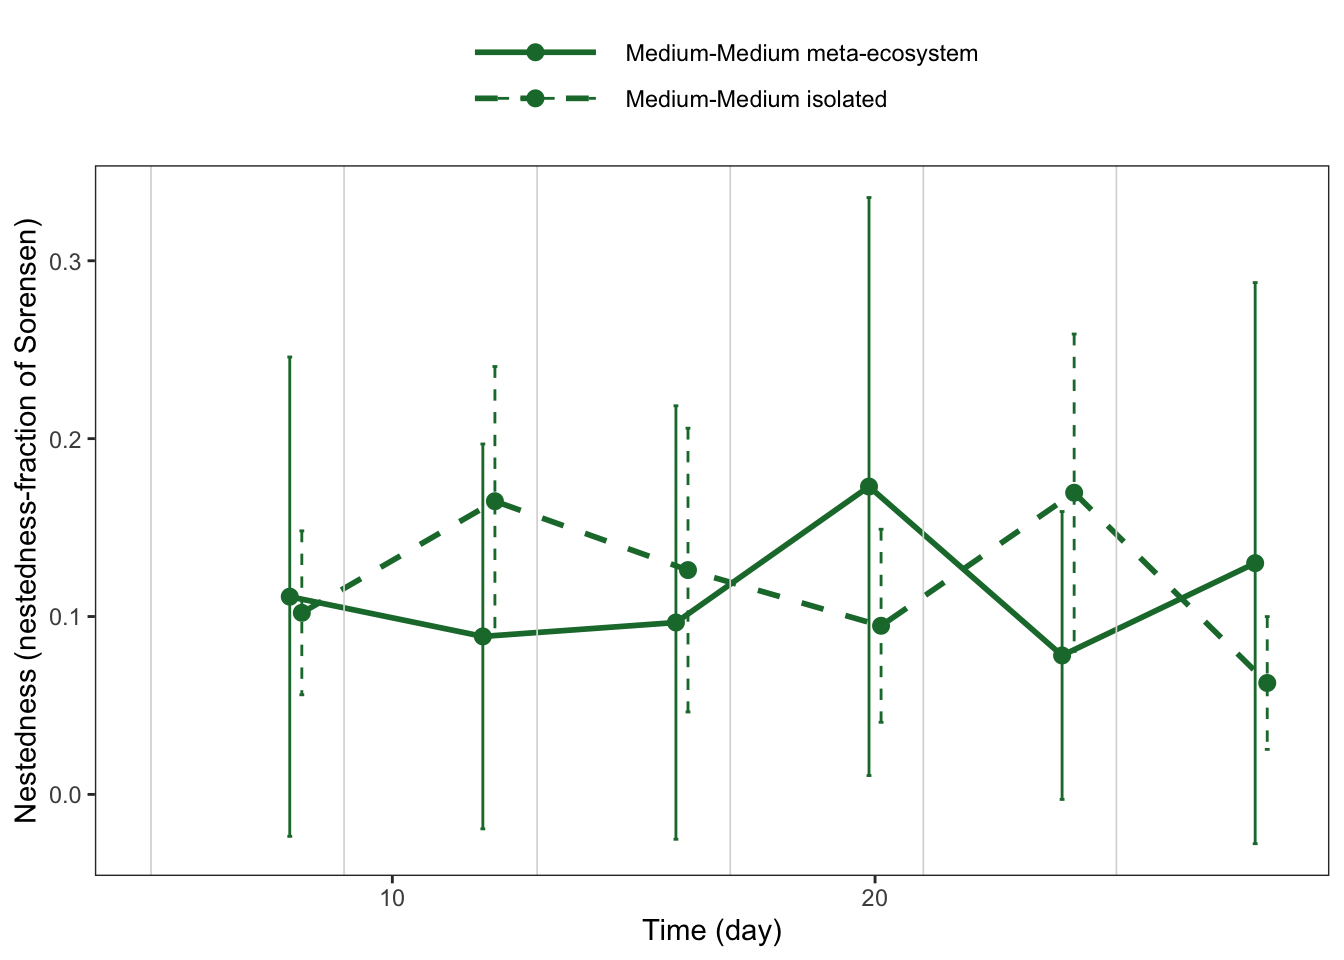 Medium-Medium meta-ecosystem
Medium-Medium isolated
Nestedness (nestedness-fraction of Sorensen)
0.3
0.2
0.1
0.0
10
20
Time (day)